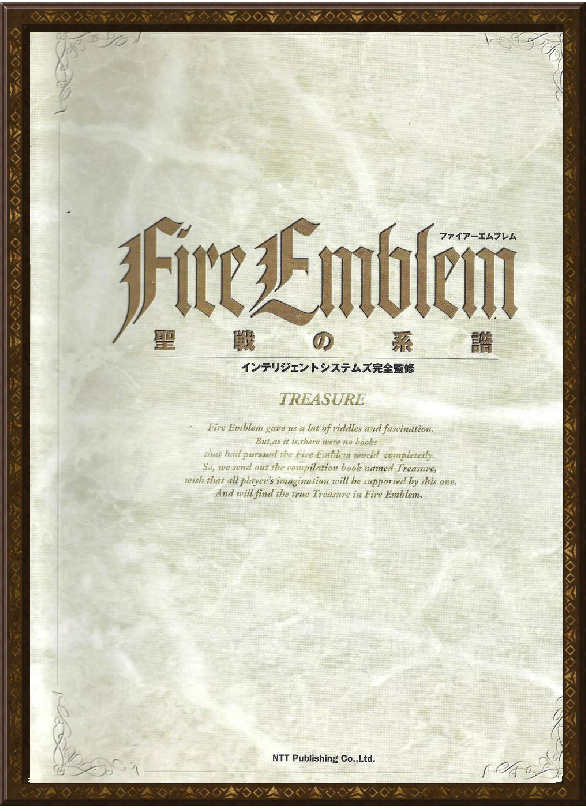 ファイアーエムブレム
Fire Emblem
聖戦の系譜
インテリジェントシステムズ完全監修
TREASURE
Fire Emblem gave us a lot of riddles and fascination.
But,as it is,there were no books
that had pursued the Fire Emblem world completely.
So, we send out the compilation book named Treasure,
wish that all player's imagination will be supported by this one.
And will find the true Treasure in Fire Emblem.
NTT Publishing Co.,Ltd.